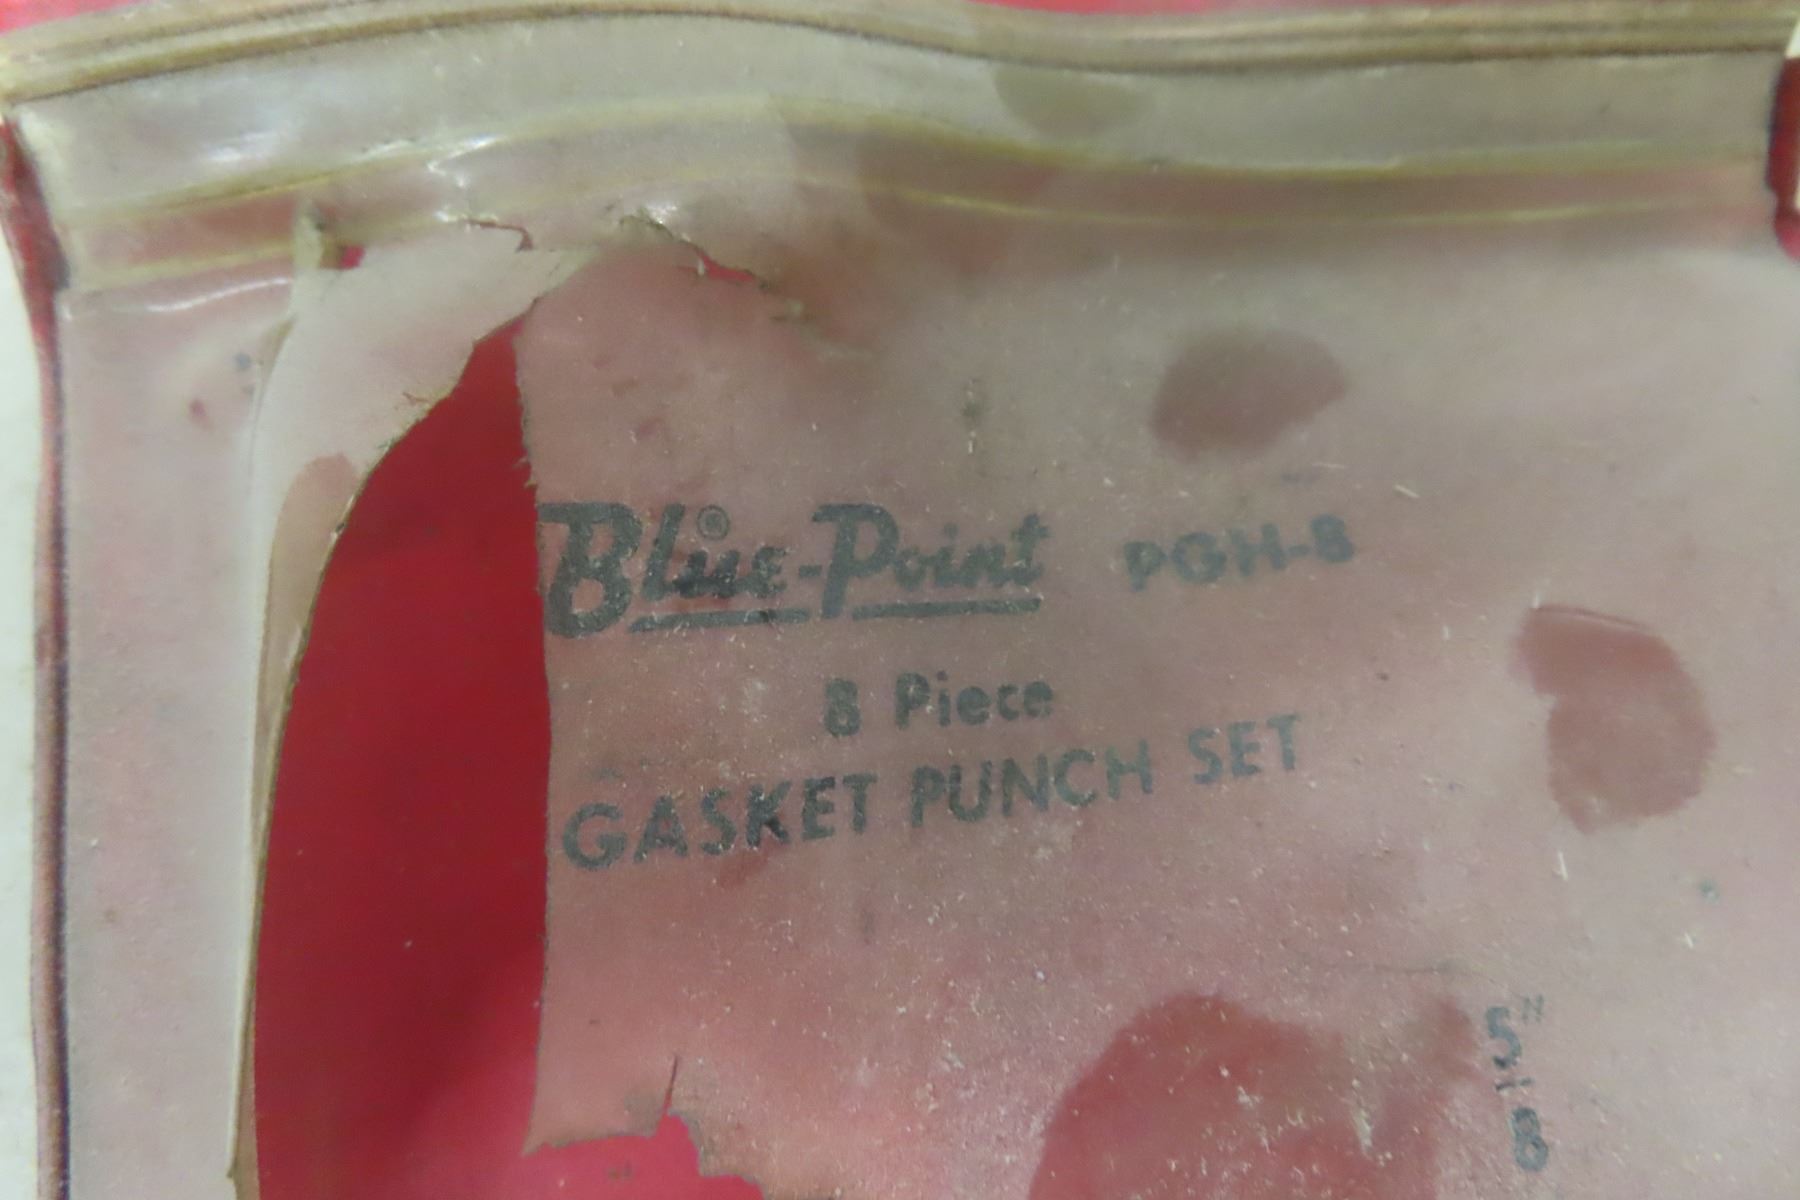 Blue-Point® PGH-8
8 Piece
GASKET PUNCH SET
5"
8